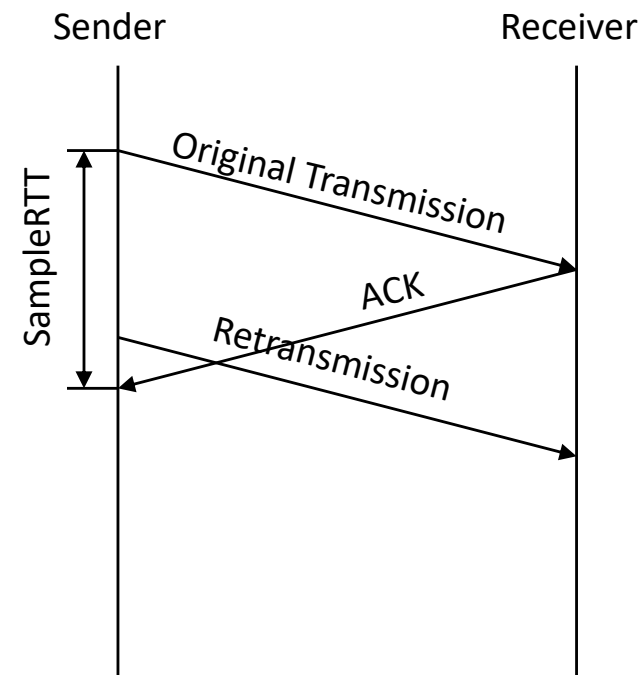 Sender
Receiver
Original Transmission
SampleRTT
ACK
Retransmission